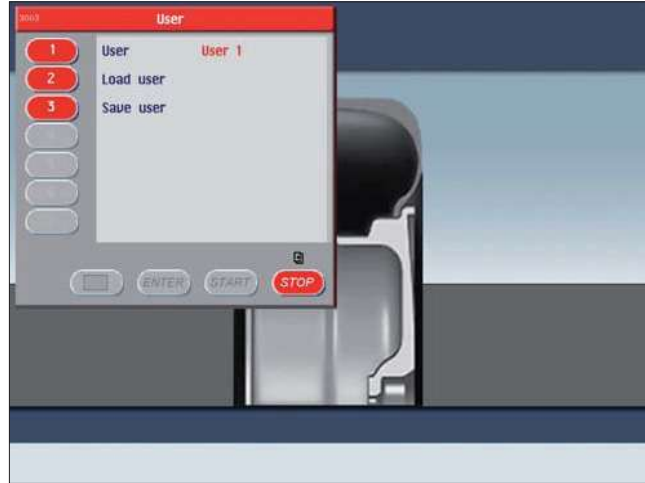 3003 User
1 User User 1
2 Load user
3 Save user
ENTER START STOP